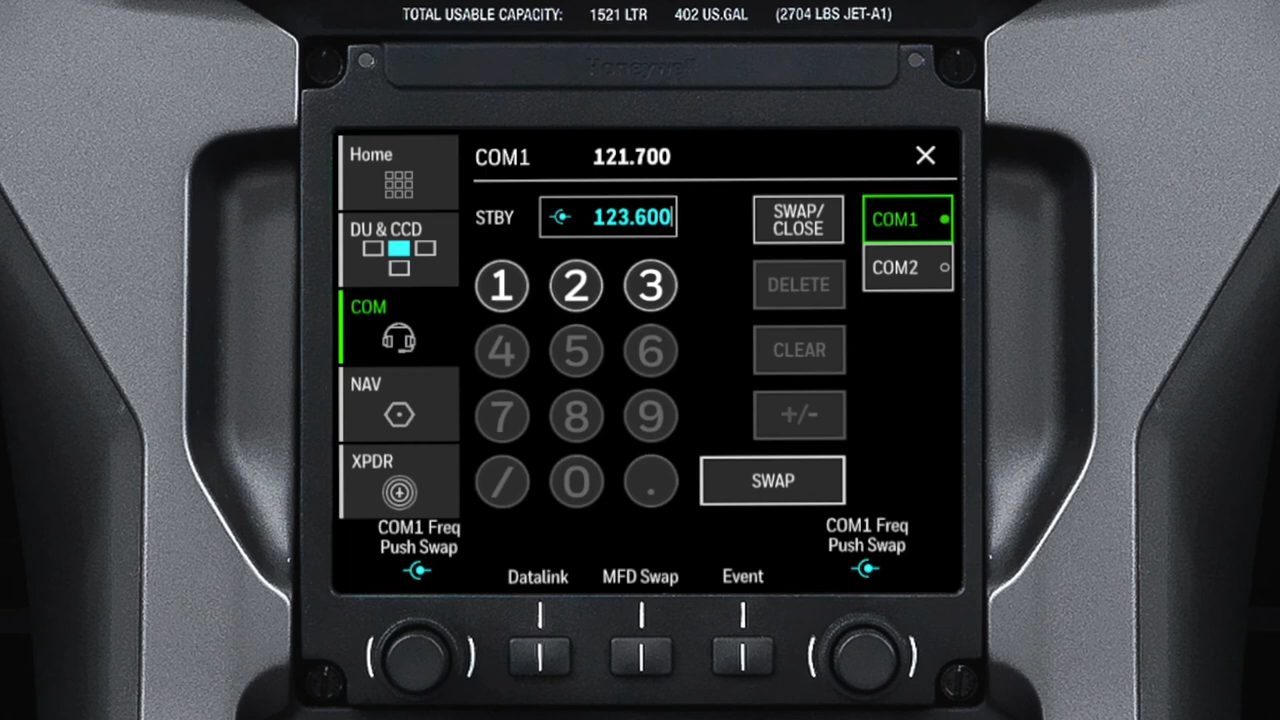 TOTAL USABLE CAPACITY: 1521 LTR 402 US.GAL (2704 LBS JET-A1)
Honeywell
Home
COM1 121.700
DU & CCD
STBY 123.600
SWAP/
CLOSE
COM1
COM2
1 2 3
DELETE
COM
4 5 6
CLEAR
NAV
7 8 9
+/-
XPDR
/ 0 .
SWAP
COM1 Freq
Push Swap
COM1 Freq
Push Swap
Datalink MFD Swap Event